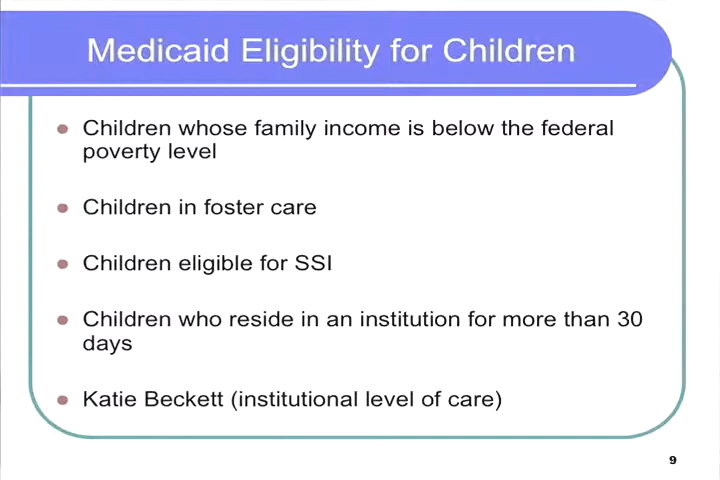 Medicaid Eligibility for Children
Children whose family income is below the federal
poverty level
Children in foster care
Children eligible for SSI
Children who reside in an institution for more than 30
days
Katie Beckett (institutional level of care)
9